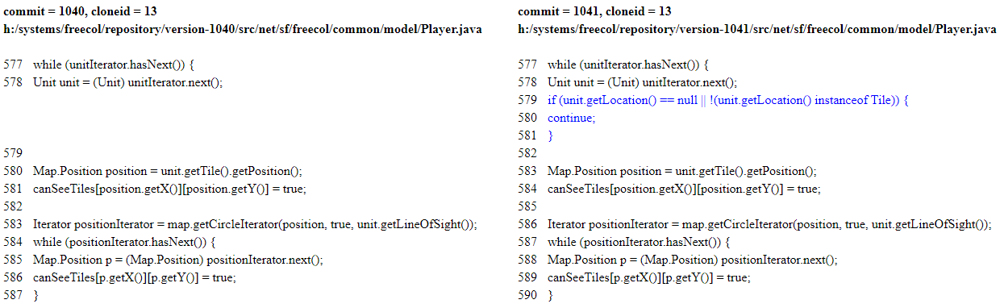 commit = 1040, cloneid = 13
h:/systems/freecol/repository/version-1040/src/net/sf/freecol/common/model/Player.java
577 while (unitIterator.hasNext()) {
578 Unit unit = (Unit) unitIterator.next();
579
580 Map.Position position = unit.getTile().getPosition();
581 canSeeTiles[position.getX()][position.getY()] = true;
582
583 Iterator positionIterator = map.getCircleIterator(position, true, unit.getLineOfSight());
584 while (positionIterator.hasNext()) {
585 Map.Position p = (Map.Position) positionIterator.next();
586 canSeeTiles[p.getX()][p.getY()] = true;
587 }
commit = 1041, cloneid = 13
h:/systems/freecol/repository/version-1041/src/net/sf/freecol/common/model/Player.java
577 while (unitIterator.hasNext()) {
578 Unit unit = (Unit) unitIterator.next();
579 if (unit.getLocation() == null || !(unit.getLocation() instanceof Tile)) {
580 continue;
581 }
582
583 Map.Position position = unit.getTile().getPosition();
584 canSeeTiles[position.getX()][position.getY()] = true;
585
586 Iterator positionIterator = map.getCircleIterator(position, true, unit.getLineOfSight());
587 while (positionIterator.hasNext()) {
588 Map.Position p = (Map.Position) positionIterator.next();
589 canSeeTiles[p.getX()][p.getY()] = true;
590 }